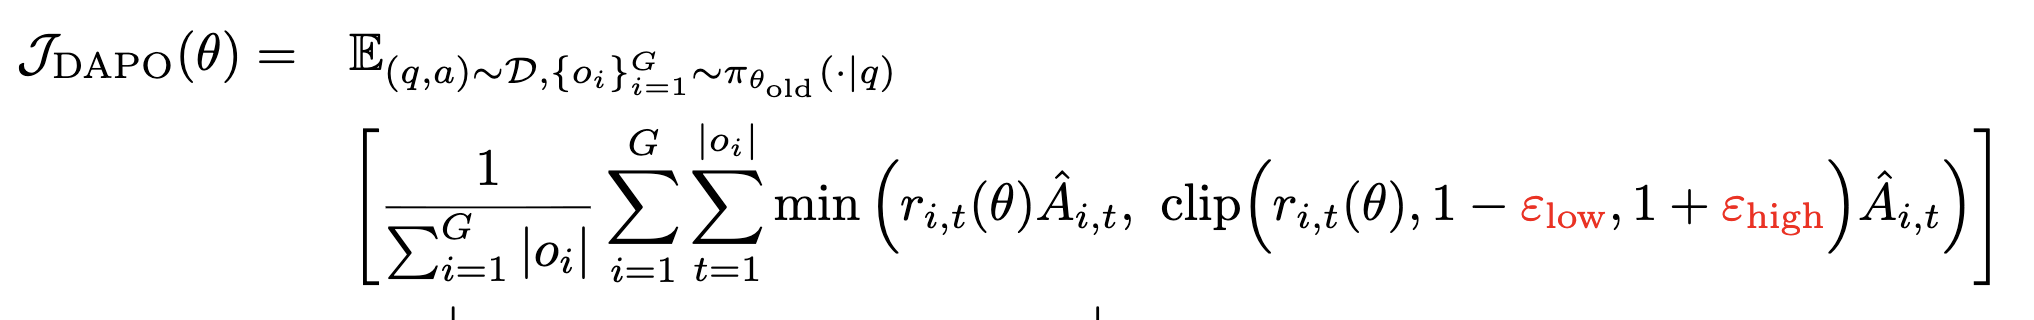 𝒥_DAPO(θ) = 𝔼_{(q,a)∼𝒟,{o_i}_{i=1}^G∼π_{θ_old}(·|q)}
[ 1 / ∑_{i=1}^G |o_i| ∑_{i=1}^G ∑_{t=1}^{|o_i|} min ( r_{i,t}(θ)Â_{i,t}, clip( r_{i,t}(θ), 1 − ε_low, 1 + ε_high ) Â_{i,t} ) ]